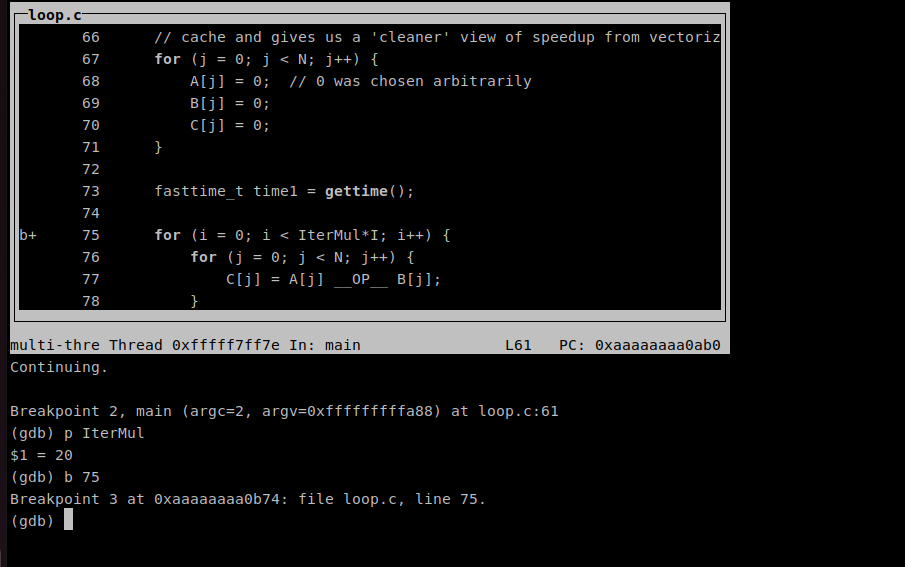 loop.c
66      // cache and gives us a 'cleaner' view of speedup from vectoriz
67      for (j = 0; j < N; j++) {
68          A[j] = 0;  // 0 was chosen arbitrarily
69          B[j] = 0;
70          C[j] = 0;
71      }
72
73      fasttime_t time1 = gettime();
74
b+     75      for (i = 0; i < IterMul*I; i++) {
76          for (j = 0; j < N; j++) {
77              C[j] = A[j] __OP__ B[j];
78          }
multi-thre Thread 0xfffff7ff7e In: main                L61   PC: 0xaaaaaaaa0ab0
Continuing.
Breakpoint 2, main (argc=2, argv=0xfffffffffa88) at loop.c:61
(gdb) p IterMul
$1 = 20
(gdb) b 75
Breakpoint 3 at 0xaaaaaaaa0b74: file loop.c, line 75.
(gdb)